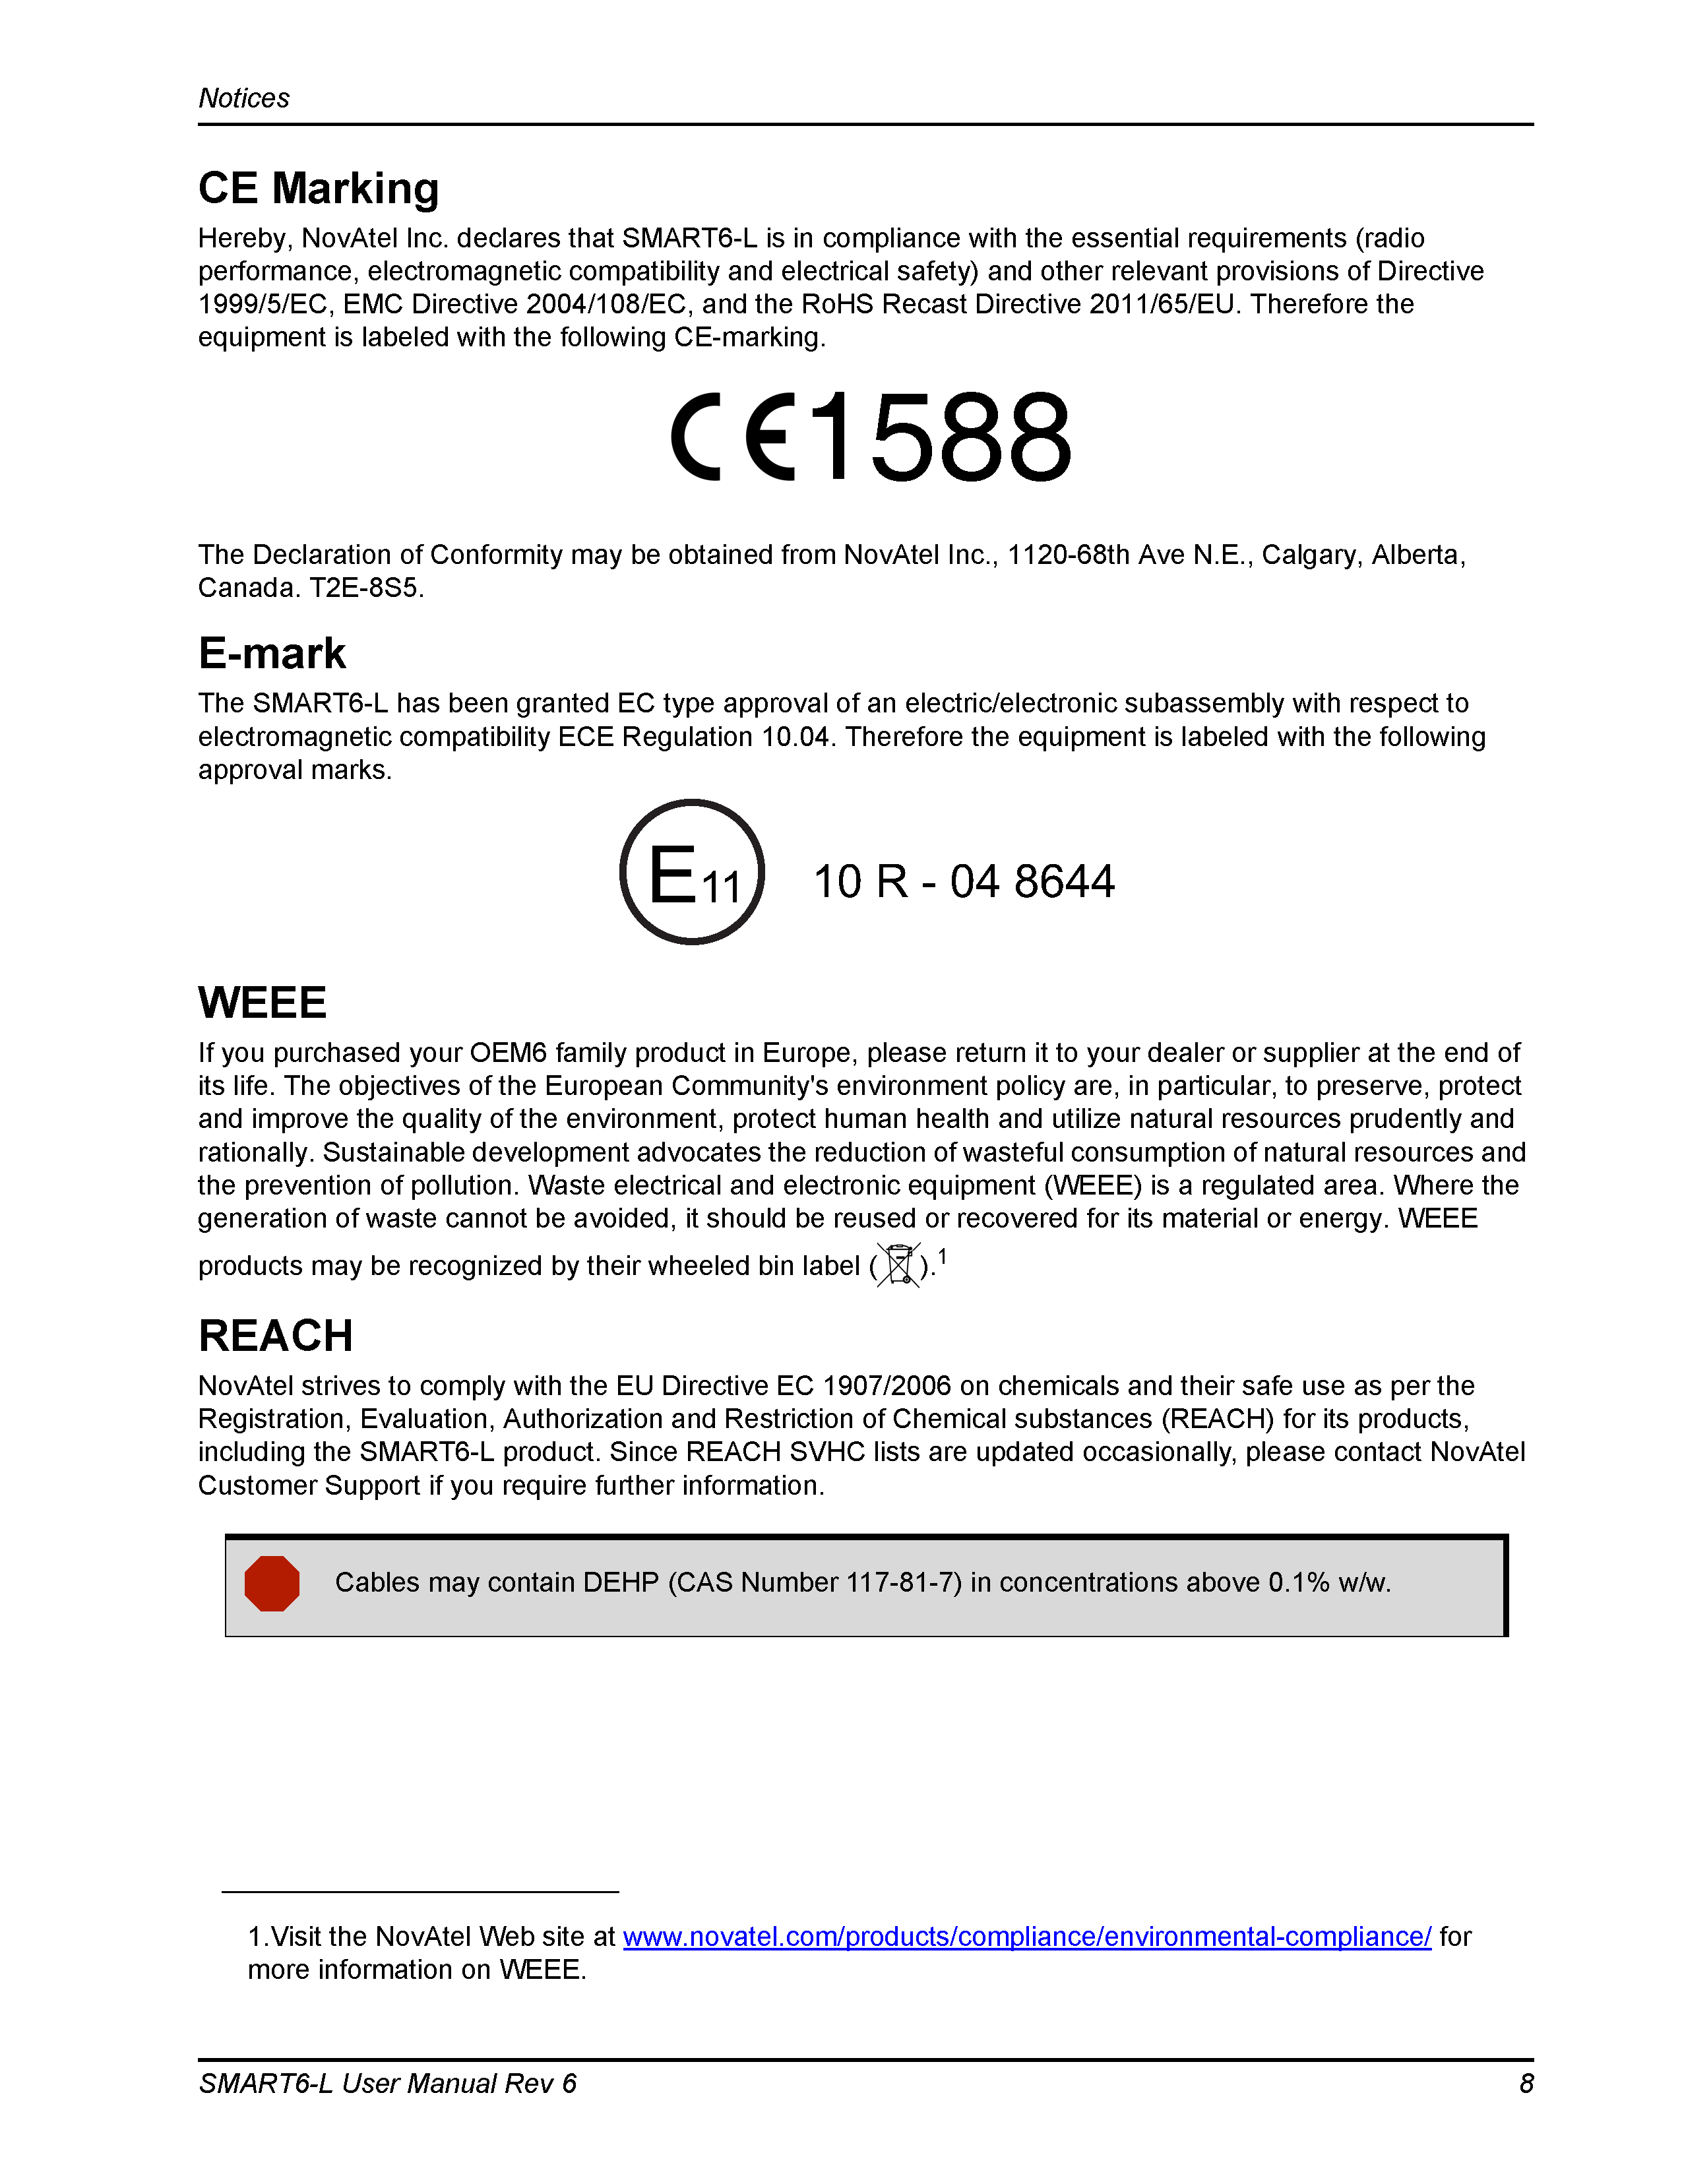 Notices
CE Marking
Hereby, NovAtel Inc. declares that SMART6-L is in compliance with the essential requirements (radio
performance, electromagnetic compatibility and electrical safety) and other relevant provisions of Directive
1999/5/EC, EMC Directive 2004/108/EC, and the RoHS Recast Directive 2011/65/EU. Therefore the
equipment is labeled with the following CE-marking.
CE1588
The Declaration of Conformity may be obtained from NovAtel Inc., 1120-68th Ave N.E., Calgary, Alberta,
Canada. T2E-8S5.
E-mark
The SMART6-L has been granted EC type approval of an electric/electronic subassembly with respect to
electromagnetic compatibility ECE Regulation 10.04. Therefore the equipment is labeled with the following
approval marks.
E11 10 R - 04 8644
WEEE
If you purchased your OEM6 family product in Europe, please return it to your dealer or supplier at the end of
its life. The objectives of the European Community's environment policy are, in particular, to preserve, protect
and improve the quality of the environment, protect human health and utilize natural resources prudently and
rationally. Sustainable development advocates the reduction of wasteful consumption of natural resources and
the prevention of pollution. Waste electrical and electronic equipment (WEEE) is a regulated area. Where the
generation of waste cannot be avoided, it should be reused or recovered for its material or energy. WEEE
products may be recognized by their wheeled bin label ( ).1
REACH
NovAtel strives to comply with the EU Directive EC 1907/2006 on chemicals and their safe use as per the
Registration, Evaluation, Authorization and Restriction of Chemical substances (REACH) for its products,
including the SMART6-L product. Since REACH SVHC lists are updated occasionally, please contact NovAtel
Customer Support if you require further information.
Cables may contain DEHP (CAS Number 117-81-7) in concentrations above 0.1% w/w.
1.Visit the NovAtel Web site at www.novatel.com/products/compliance/environmental-compliance/ for
more information on WEEE.
SMART6-L User Manual Rev 6 8